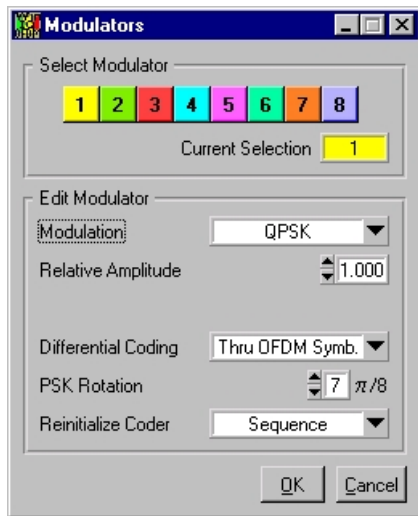 Modulators
Select Modulator
1 2 3 4 5 6 7 8
Current Selection 1
Edit Modulator
Modulation QPSK
Relative Amplitude 1.000
Differential Coding Thru OFDM Symb.
PSK Rotation 7 π/8
Reinitialize Coder Sequence
OK Cancel